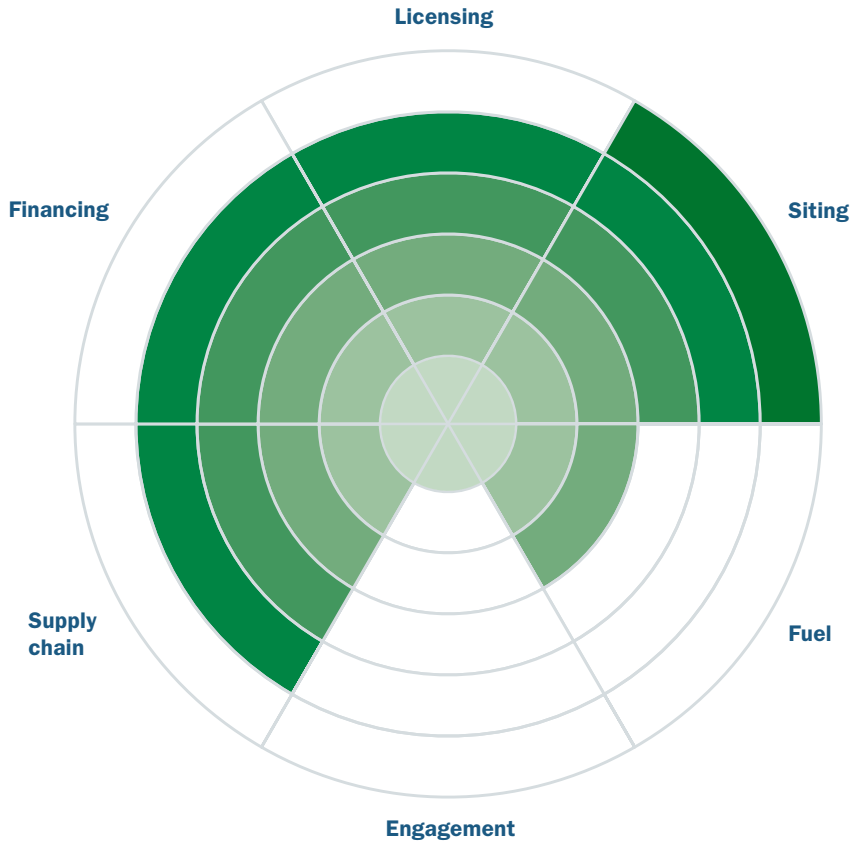 Licensing
Financing
Siting
Supply
chain
Fuel
Engagement